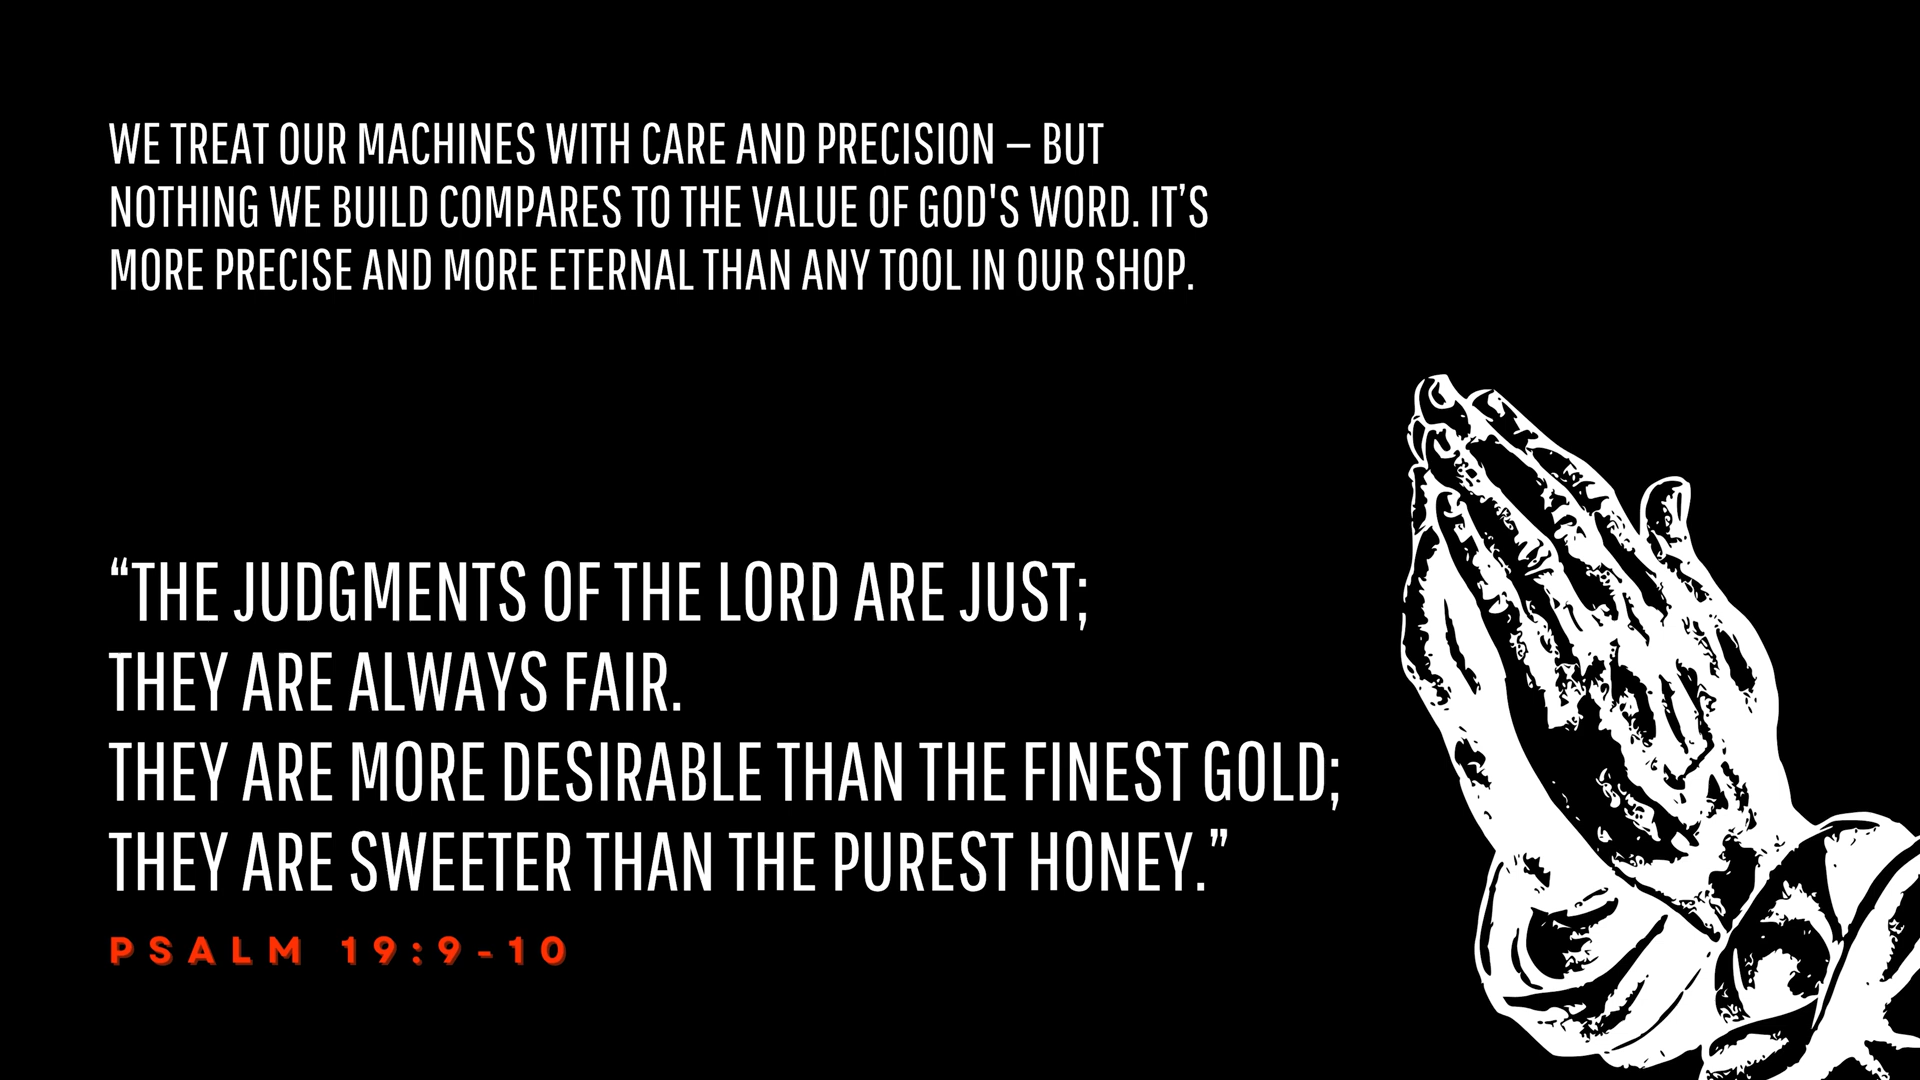 WE TREAT OUR MACHINES WITH CARE AND PRECISION – BUT
NOTHING WE BUILD COMPARES TO THE VALUE OF GOD'S WORD. IT’S
MORE PRECISE AND MORE ETERNAL THAN ANY TOOL IN OUR SHOP.
“THE JUDGMENTS OF THE LORD ARE JUST;
THEY ARE ALWAYS FAIR.
THEY ARE MORE DESIRABLE THAN THE FINEST GOLD;
THEY ARE SWEETER THAN THE PUREST HONEY.”
PSALM 19:9-10